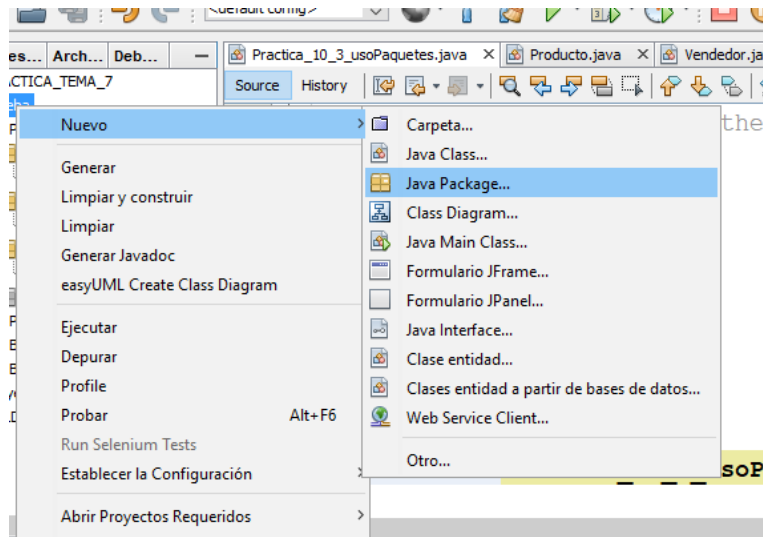 <default config>
es... Arch... Deb...
Practica_10_3_usoPaquetes.java Producto.java Vendedor.ja
CTICA_TEMA_7
Source History
the
Nuevo
Generar
Limpiar y construir
Limpiar
Generar Javadoc
easyUML Create Class Diagram
Ejecutar
Depurar
Profile
Probar Alt+F6
Run Selenium Tests
Establecer la Configuración
Abrir Proyectos Requeridos
Carpeta...
Java Class...
Java Package...
Class Diagram...
Java Main Class...
Formulario JFrame...
Formulario JPanel...
Java Interface...
Clase entidad...
Clases entidad a partir de bases de datos...
Web Service Client...
Otro...
soP